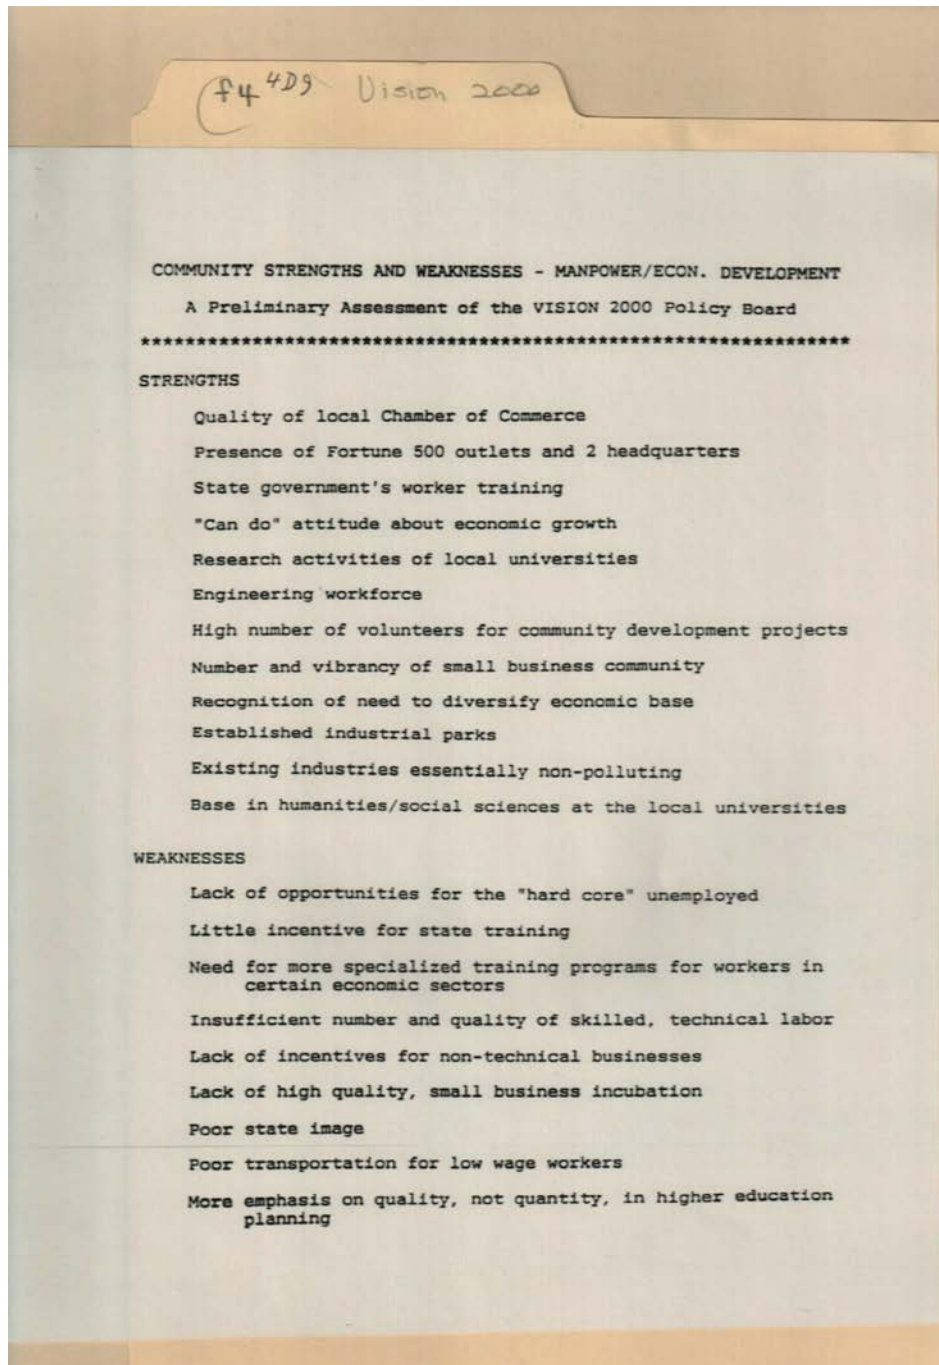 f4 4D9 Vision 2000
COMMUNITY STRENGTHS AND WEAKNESSES - MANPOWER/ECON. DEVELOPMENT
A Preliminary Assessment of the VISION 2000 Policy Board
*******************************************************************
STRENGTHS
Quality of local Chamber of Commerce
Presence of Fortune 500 outlets and 2 headquarters
State government's worker training
"Can do" attitude about economic growth
Research activities of local universities
Engineering workforce
High number of volunteers for community development projects
Number and vibrancy of small business community
Recognition of need to diversify economic base
Established industrial parks
Existing industries essentially non-polluting
Base in humanities/social sciences at the local universities
WEAKNESSES
Lack of opportunities for the "hard core" unemployed
Little incentive for state training
Need for more specialized training programs for workers in
certain economic sectors
Insufficient number and quality of skilled, technical labor
Lack of incentives for non-technical businesses
Lack of high quality, small business incubation
Poor state image
Poor transportation for low wage workers
More emphasis on quality, not quantity, in higher education
planning